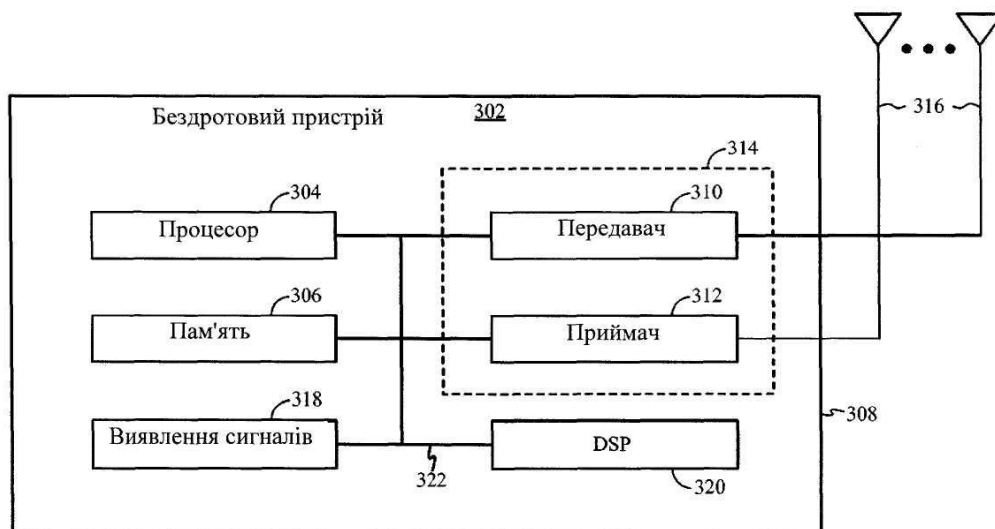 Бездротовий пристрій 302
316
314
304
310
Процесор
Передавач
306
312
Пам'ять
Приймач
318
308
Виявлення сигналів
DSP
322
320